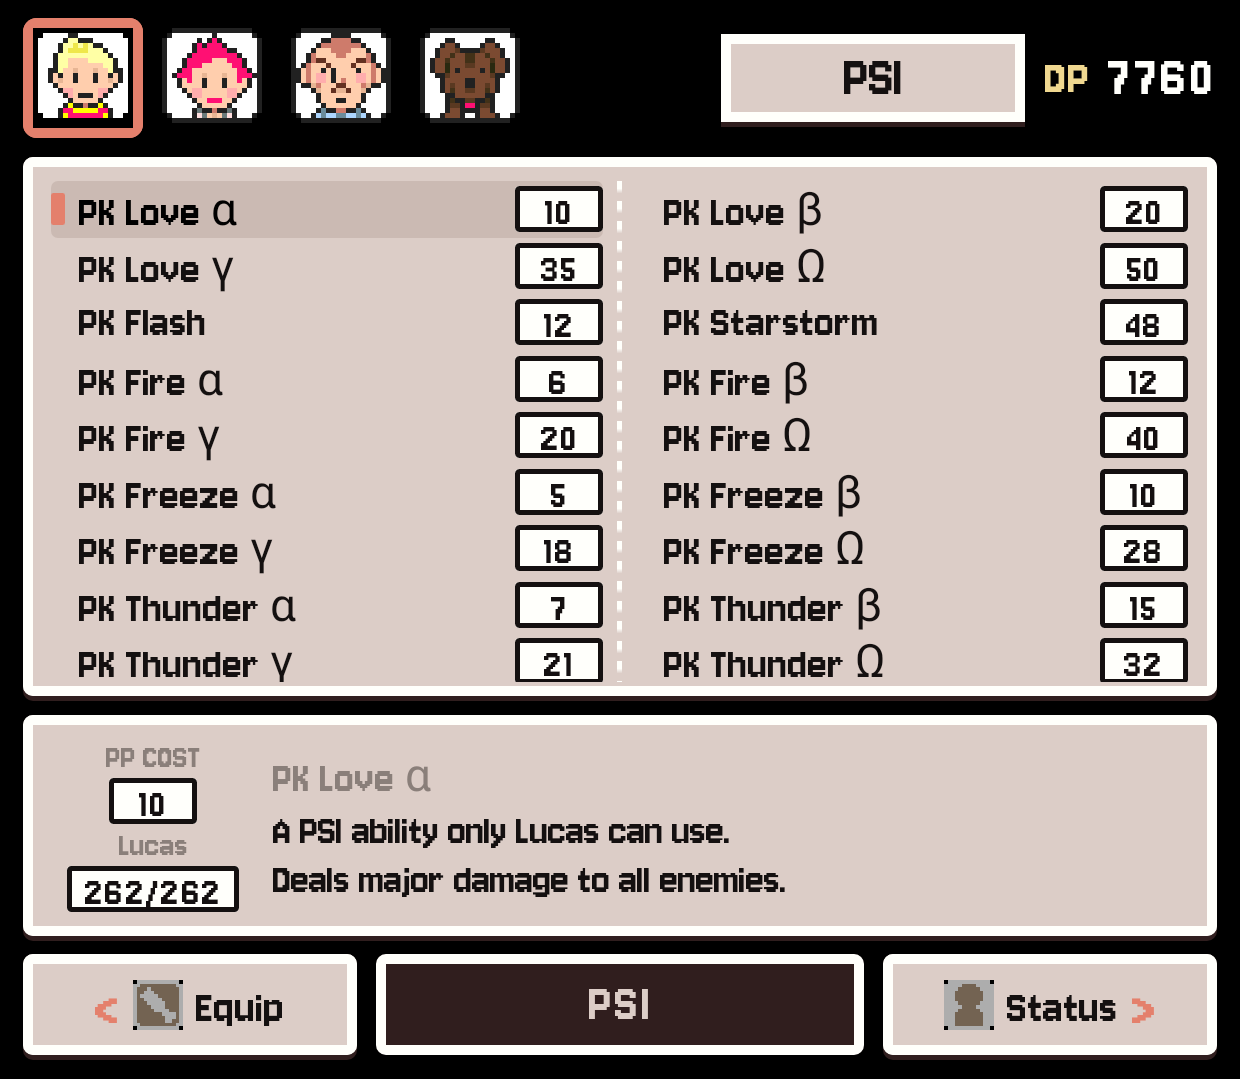 PSI DP 7760
PK Love α 10 PK Love β 20
PK Love γ 35 PK Love Ω 50
PK Flash 12 PK Starstorm 48
PK Fire α 6 PK Fire β 12
PK Fire γ 20 PK Fire Ω 40
PK Freeze α 5 PK Freeze β 10
PK Freeze γ 18 PK Freeze Ω 28
PK Thunder α 7 PK Thunder β 15
PK Thunder γ 21 PK Thunder Ω 32
PP COST
10
Lucas
262/262
PK Love α
A PSI ability only Lucas can use.
Deals major damage to all enemies.
< Equip PSI Status >